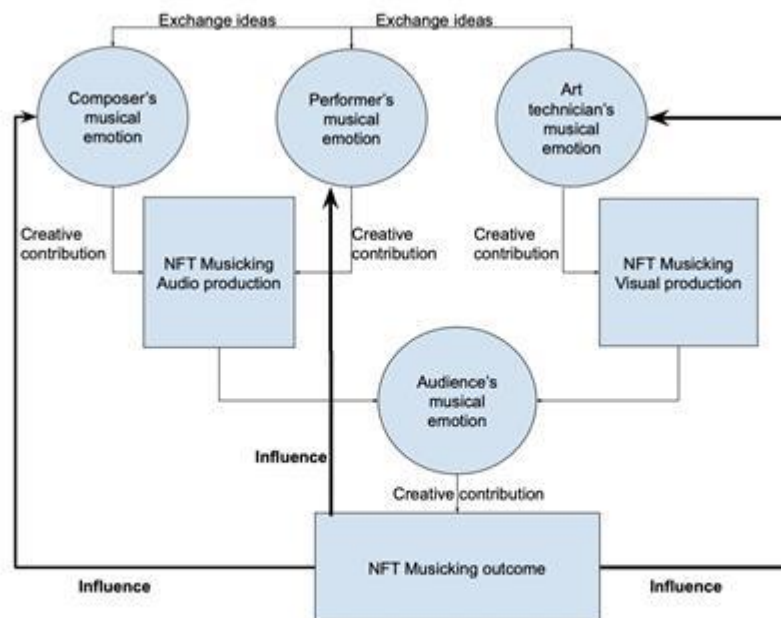 Exchange ideas
Exchange ideas
Composer's
musical
emotion
Performer's
musical
emotion
Art
technician's
musical
emotion
Creative
contribution
NFT Musicking
Audio production
Creative
contribution
Creative
contribution
NFT Musicking
Visual production
Audience's
musical
emotion
Influence
Creative contribution
NFT Musicking outcome
Influence
Influence